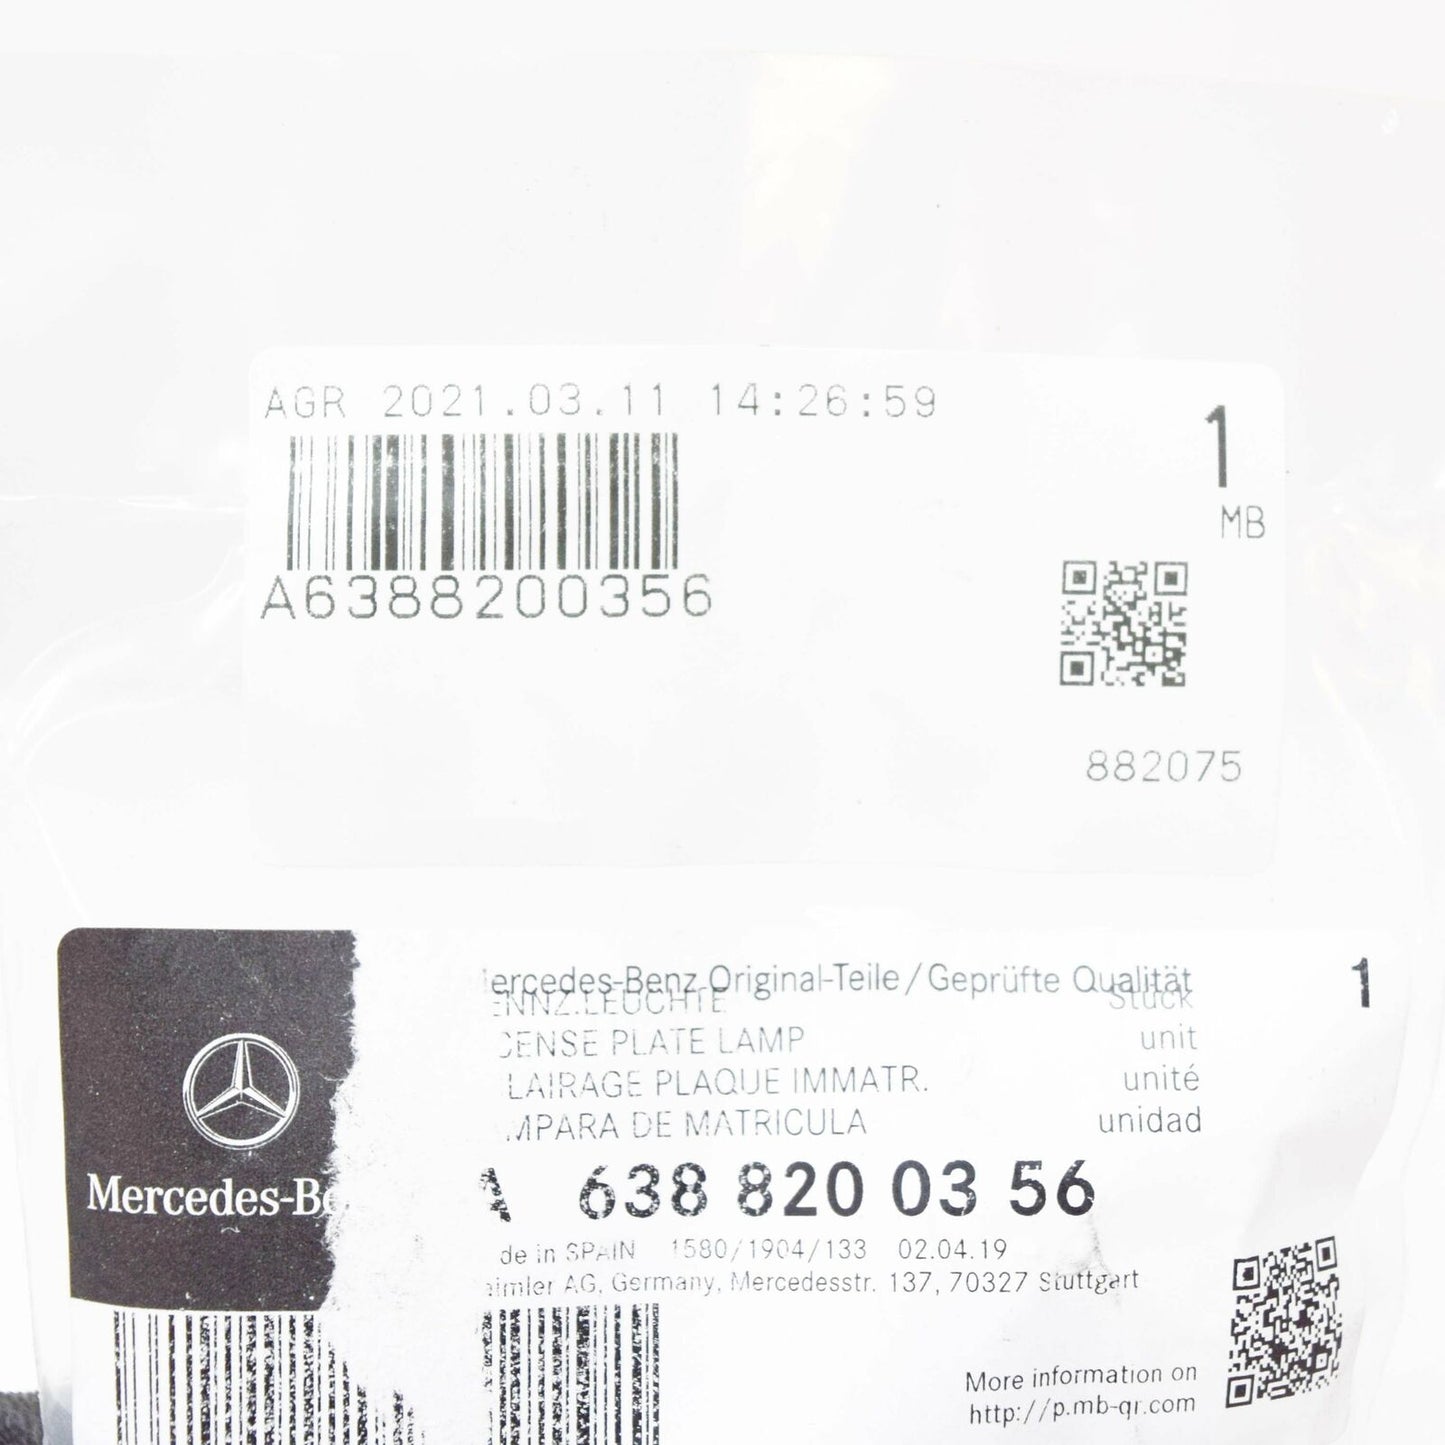 AGR 2021.03.11 14:26:59
1
MB
A6388200356
882075
Mercedes-Be
ercedes-Benz Original-Teile/Geprüfte Qualität
1
ENNZ.LEUCHTE Stück
CENSE PLATE LAMP unit
LAIRAGE PLAQUE IMMATR. unité
MPARA DE MATRICULA unidad
A 638 820 03 56
de in SPAIN 1580/1904/133 02.04.19
aimler AG, Germany, Mercedesstr. 137, 70327 Stuttgart
More information on
http://p.mb-qr.com